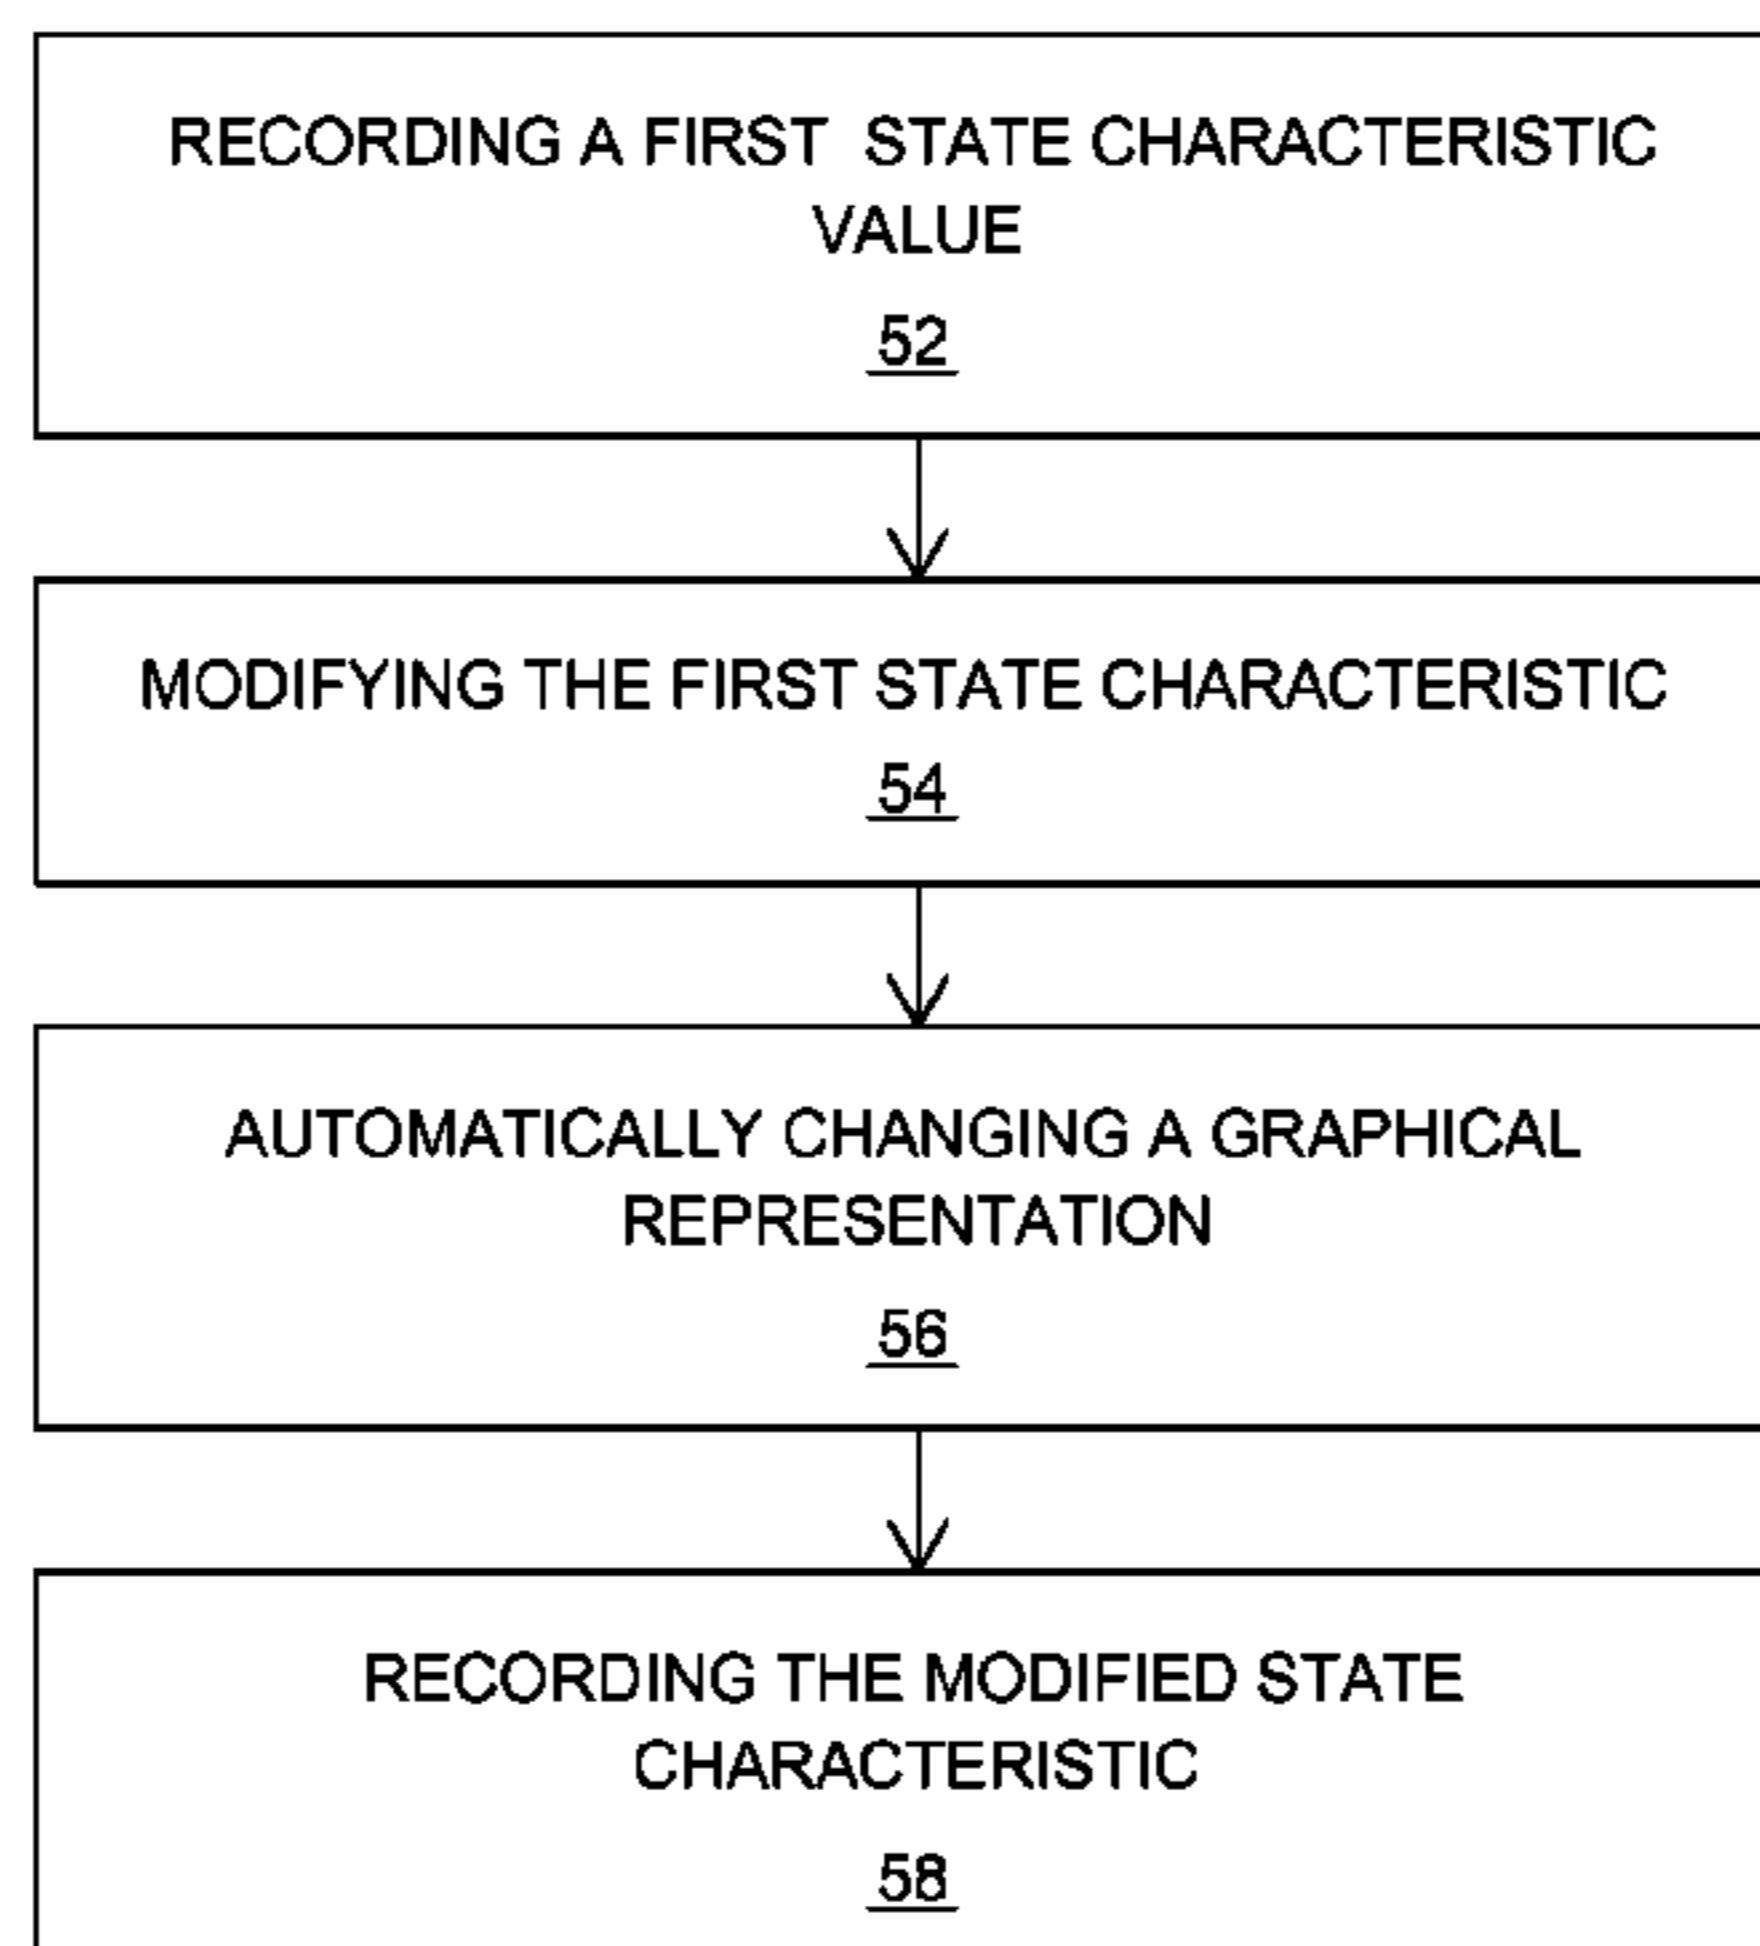 RECORDING A FIRST STATE CHARACTERISTIC
VALUE
52
MODIFYING THE FIRST STATE CHARACTERISTIC
54
AUTOMATICALLY CHANGING A GRAPHICAL
REPRESENTATION
56
RECORDING THE MODIFIED STATE
CHARACTERISTIC
58